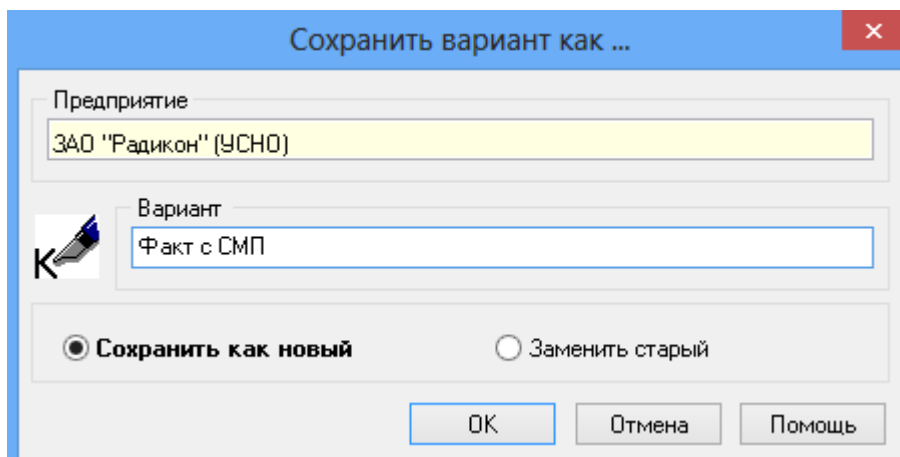 Сохранить вариант как ...
Предприятие
ЗАО "Радикон" (УСНО)
Вариант
Факт с СМП
К
Сохранить как новый
Заменить старый
OK
Отмена
Помощь